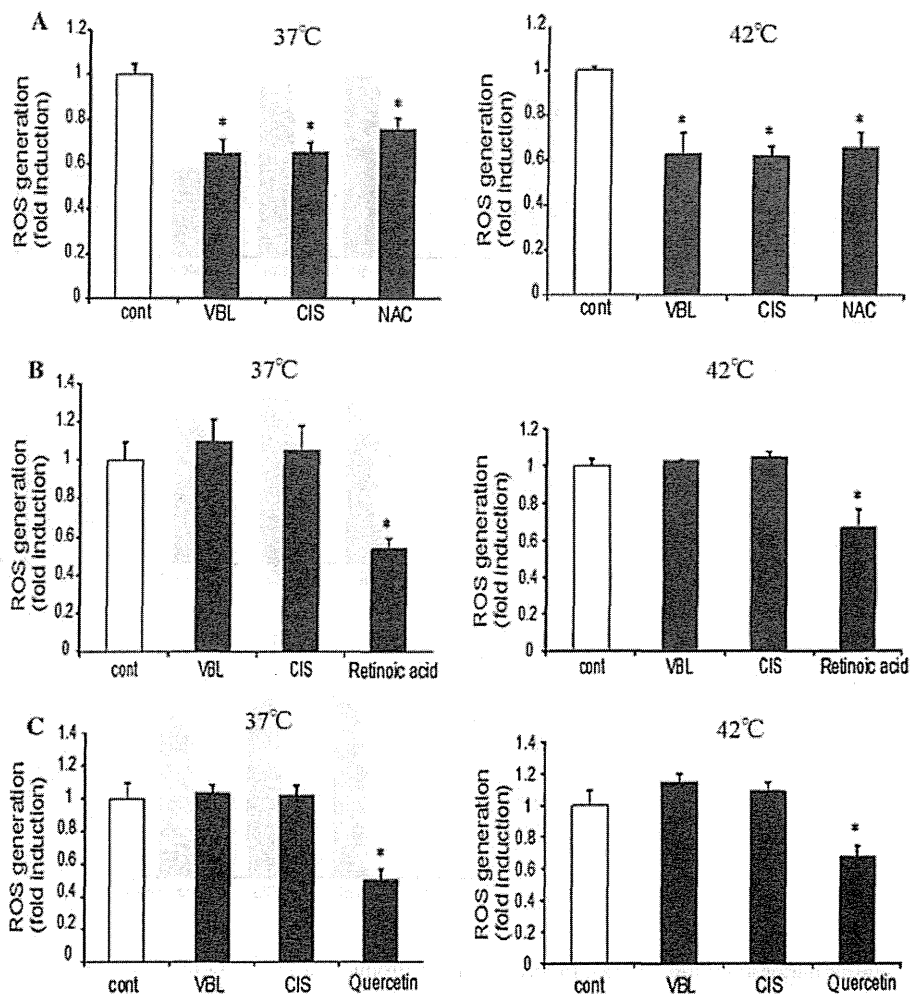 A
37°C
42°C
ROS generation
(fold induction)
1.2
1
0.8
0.6
0.4
0.2
0
*
*
*
cont
VBL
CIS
NAC
ROS generation
(fold induction)
1.2
1
0.8
0.6
0.4
0.2
0
*
*
*
cont
VBL
CIS
NAC
B
37°C
42°C
ROS generation
(fold induction)
1.4
1.2
1
0.8
0.6
0.4
0.2
0
*
cont
VBL
CIS
Retinoic acid
ROS generation
(fold induction)
1.4
1.2
1
0.8
0.6
0.4
0.2
0
*
cont
VBL
CIS
Retinoic acid
C
37°C
42°C
ROS generation
(fold induction)
1.4
1.2
1
0.8
0.6
0.4
0.2
0
*
cont
VBL
CIS
Quercetin
ROS generation
(fold induction)
1.4
1.2
1
0.8
0.6
0.4
0.2
0
*
cont
VBL
CIS
Quercetin